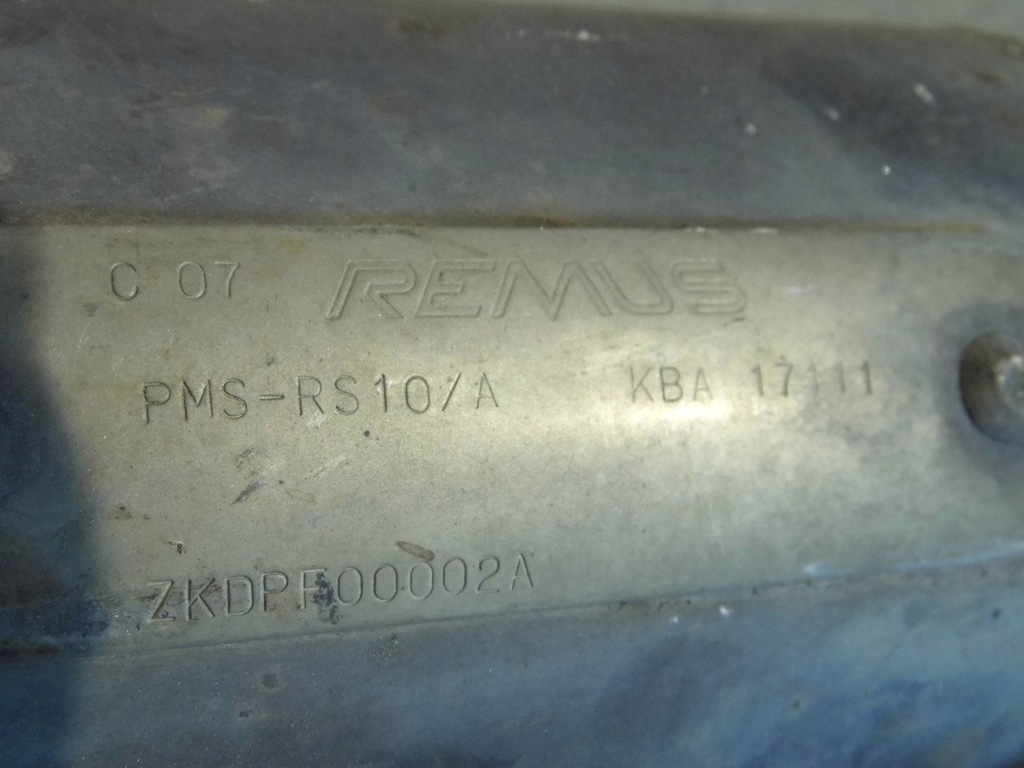 C 07 REMUS
PMS-RS10/A KBA 17111
ZKDPF00002A